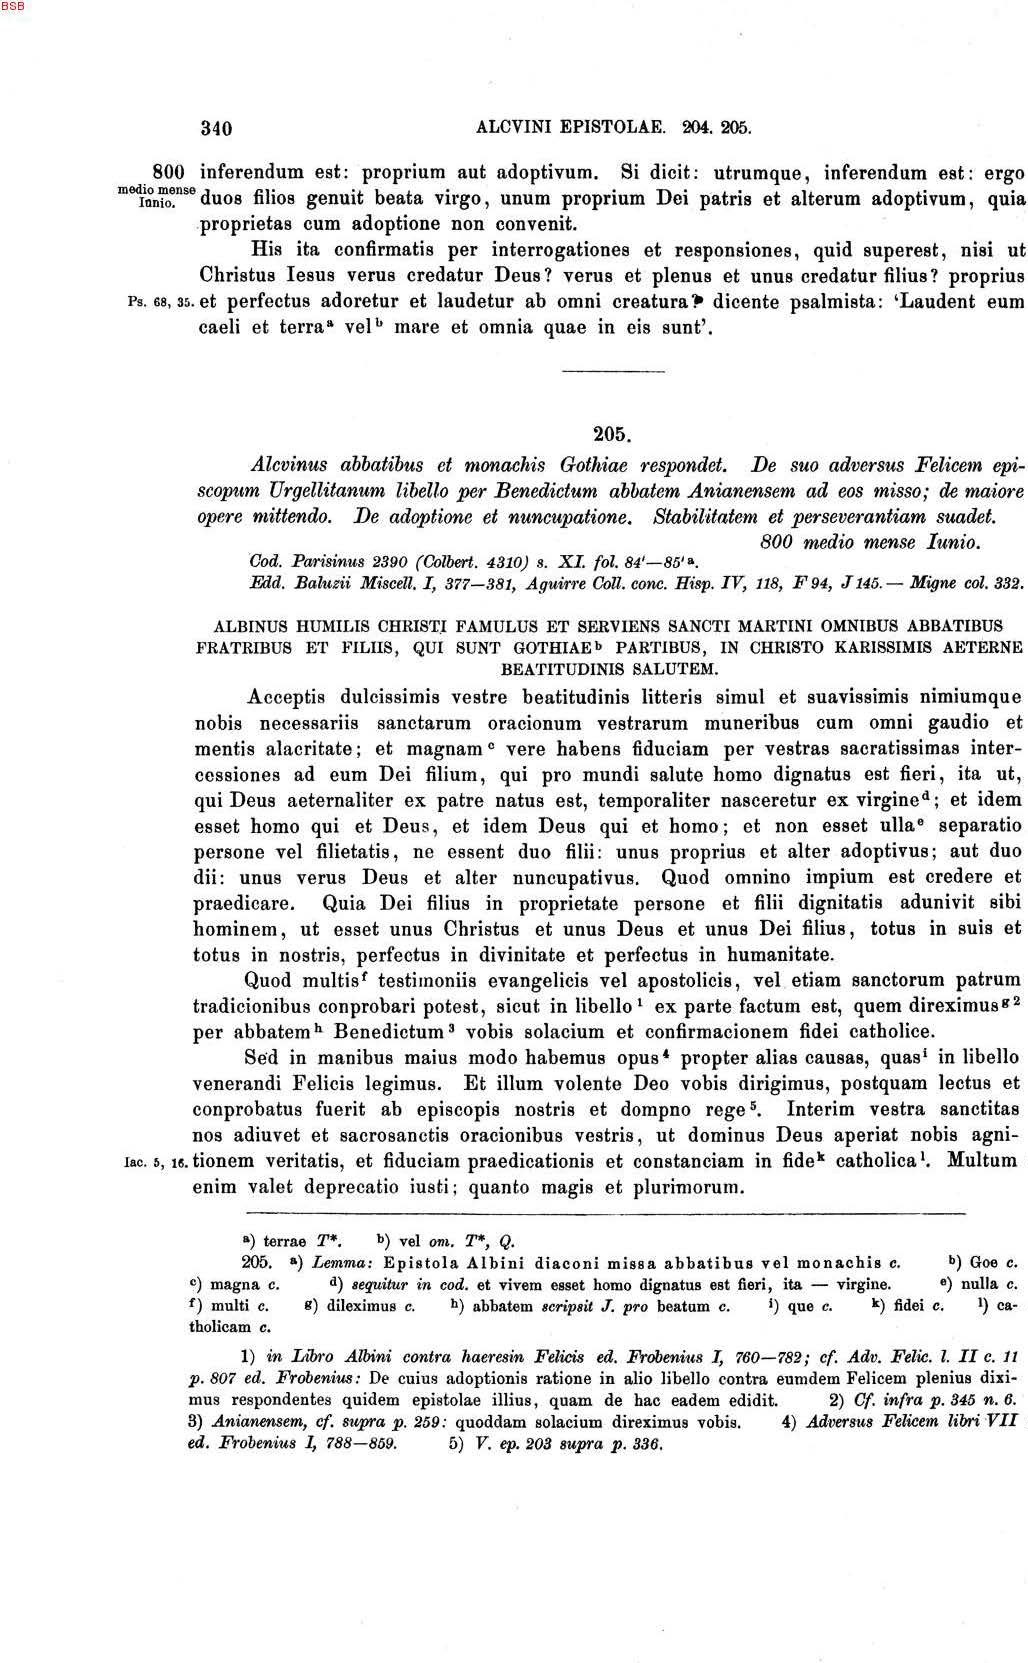 BSB
340 ALCVINI EPISTOLAE. 204. 205.
800 inferendum est: proprium aut adoptivum. Si dicit: utrumque, inferendum est: ergo
medio mense Iunio. duos filios genuit beata virgo, unum proprium Dei patris et alterum adoptivum, quia
proprietas cum adoptione non convenit.
His ita confirmatis per interrogationes et responsiones, quid superest, nisi ut
Christus Iesus verus credatur Deus? verus et plenus et unus credatur filius? proprius
Ps. 68, 35. et perfectus adoretur et laudetur ab omni creatura? dicente psalmista: ‘Laudent eum
caeli et terraᵃ velᵇ mare et omnia quae in eis sunt’.
205.
Alcvinus abbatibus et monachis Gothiae respondet. De suo adversus Felicem epi-
scopum Urgellitanum libello per Benedictum abbatem Anianensem ad eos misso; de maiore
opere mittendo. De adoptione et nuncupatione. Stabilitatem et perseverantiam suadet.
800 medio mense Iunio.
Cod. Parisinus 2390 (Colbert. 4310) s. XI. fol. 84'—85'ᵃ.
Edd. Baluzii Miscell. I, 377—381, Aguirre Coll. conc. Hisp. IV, 118, F 94, J 145. — Migne col. 332.
ALBINUS HUMILIS CHRISTI FAMULUS ET SERVIENS SANCTI MARTINI OMNIBUS ABBATIBUS
FRATRIBUS ET FILIIS, QUI SUNT GOTHIAEᵇ PARTIBUS, IN CHRISTO KARISSIMIS AETERNE
BEATITUDINIS SALUTEM.
Acceptis dulcissimis vestre beatitudinis litteris simul et suavissimis nimiumque
nobis necessariis sanctarum oracionum vestrarum muneribus cum omni gaudio et
mentis alacritate; et magnamᶜ vere habens fiduciam per vestras sacratissimas inter-
cessiones ad eum Dei filium, qui pro mundi salute homo dignatus est fieri, ita ut,
qui Deus aeternaliter ex patre natus est, temporaliter nasceretur ex virgineᵈ; et idem
esset homo qui et Deus, et idem Deus qui et homo; et non esset ullaᵉ separatio
persone vel filietatis, ne essent duo filii: unus proprius et alter adoptivus; aut duo
dii: unus verus Deus et alter nuncupativus. Quod omnino impium est credere et
praedicare. Quia Dei filius in proprietate persone et filii dignitatis adunivit sibi
hominem, ut esset unus Christus et unus Deus et unus Dei filius, totus in suis et
totus in nostris, perfectus in divinitate et perfectus in humanitate.
Quod multisᶠ testimoniis evangelicis vel apostolicis, vel etiam sanctorum patrum
tradicionibus conprobari potest, sicut in libello¹ ex parte factum est, quem direximusᵍ²
per abbatemʰ Benedictum³ vobis solacium et confirmacionem fidei catholice.
Sed in manibus maius modo habemus opus⁴ propter alias causas, quasⁱ in libello
venerandi Felicis legimus. Et illum volente Deo vobis dirigimus, postquam lectus et
conprobatus fuerit ab episcopis nostris et dompno rege⁵. Interim vestra sanctitas
nos adiuvet et sacrosanctis oracionibus vestris, ut dominus Deus aperiat nobis agni-
Iac. 5, 16. tionem veritatis, et fiduciam praedicationis et constanciam in fideᵏ catholicaˡ. Multum
enim valet deprecatio iusti; quanto magis et plurimorum.
ᵃ) terrae T*. ᵇ) vel om. T*, Q.
205. ᵃ) Lemma: Epistola Albini diaconi missa abbatibus vel monachis c. ᵇ) Goe c.
ᶜ) magna c. ᵈ) sequitur in cod. et vivem esset homo dignatus est fieri, ita — virgine. ᵉ) nulla c.
ᶠ) multi c. ᵍ) dileximus c. ʰ) abbatem scripsit J. pro beatum c. ⁱ) que c. ᵏ) fidei c. ˡ) ca-
tholicam c.
1) in Libro Albini contra haeresin Felicis ed. Frobenius I, 760—782; cf. Adv. Felic. l. II c. 11
p. 807 ed. Frobenius: De cuius adoptionis ratione in alio libello contra eumdem Felicem plenius dixi-
mus respondentes quidem epistolae illius, quam de hac eadem edidit. 2) Cf. infra p. 345 n. 6.
3) Anianensem, cf. supra p. 259: quoddam solacium direximus vobis. 4) Adversus Felicem libri VII
ed. Frobenius I, 788—859. 5) V. ep. 203 supra p. 336.